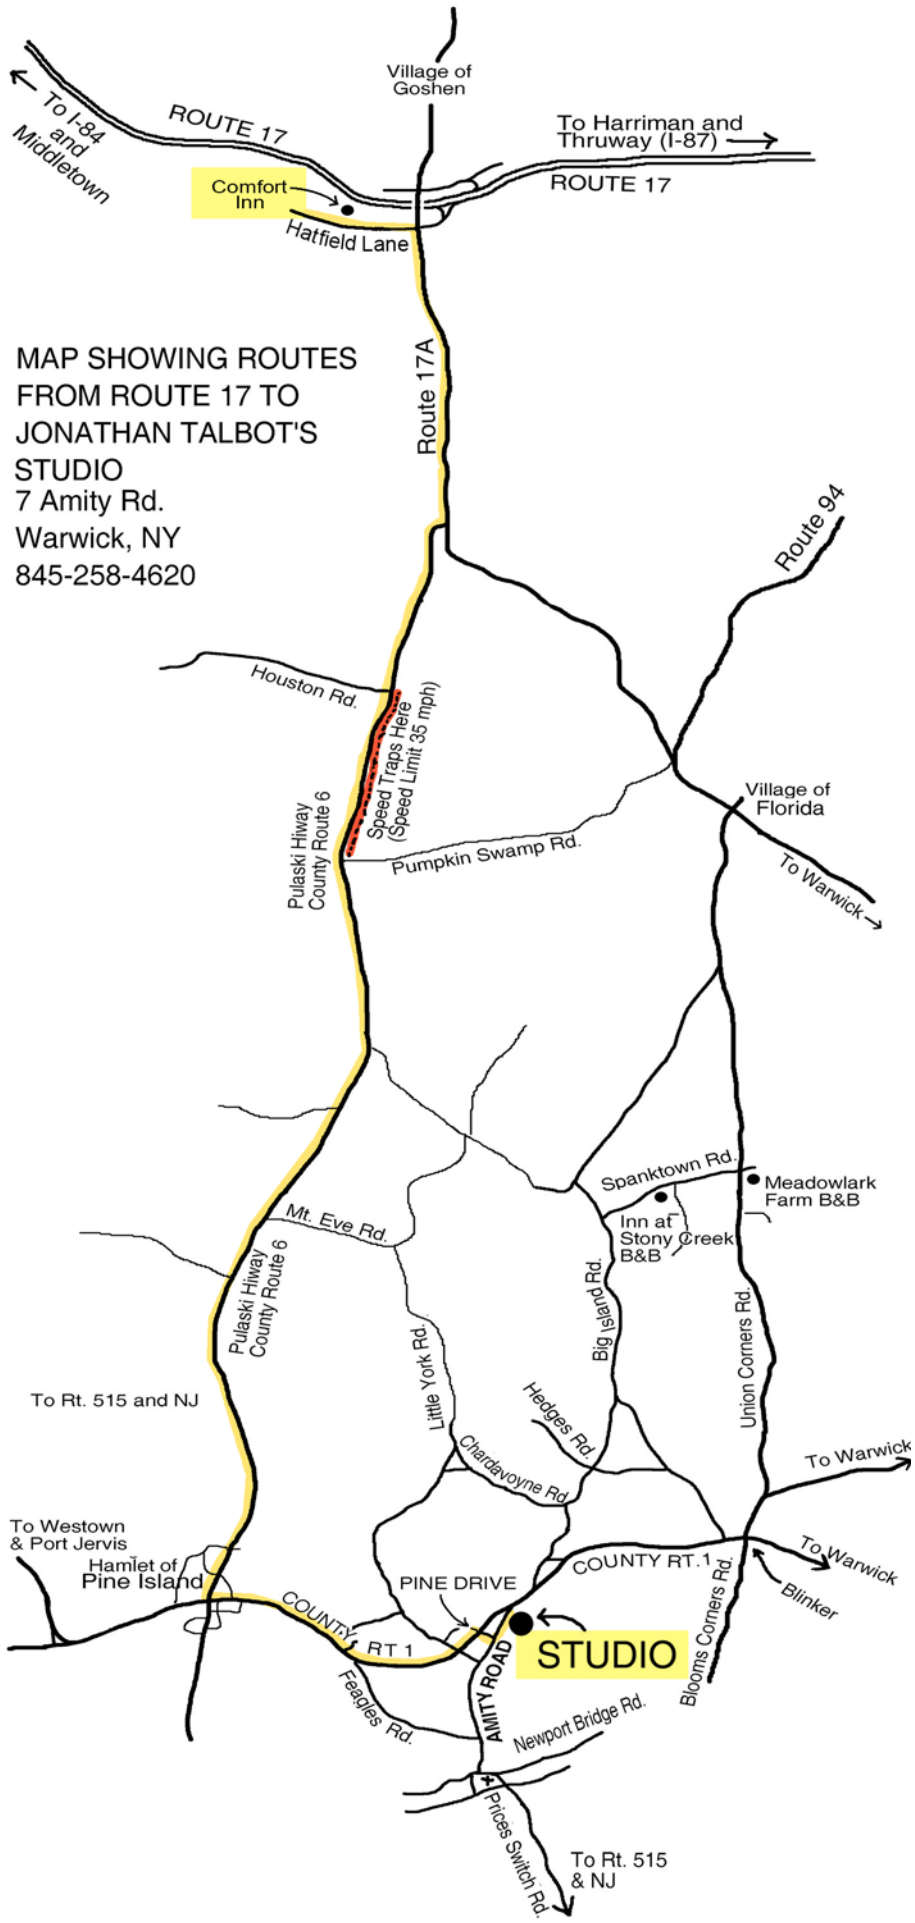 Village of
Goshen
To I-84
and
Middletown
ROUTE 17
To Harriman and
Thruway (I-87)
ROUTE 17
Comfort
Inn
Hatfield Lane
MAP SHOWING ROUTES
FROM ROUTE 17 TO
JONATHAN TALBOT'S
STUDIO
7 Amity Rd.
Warwick, NY
845-258-4620
Route 17A
Route 94
Houston Rd.
Speed Traps Here
(Speed Limit 35 mph)
Pulaski Hiway
County Route 6
Pumpkin Swamp Rd.
Village of
Florida
To Warwick
Spanktown Rd.
Meadowlark
Farm B&B
Inn at
Stony Creek
B&B
Mt. Eve Rd.
Pulaski Hiway
County Route 6
Big Island Rd.
Union Corners Rd.
Little York Rd.
To Rt. 515 and NJ
Hedges Rd.
Chardavoyne Rd.
To Warwick
To Westown
& Port Jervis
Hamlet of
Pine Island
PINE DRIVE
COUNTY RT.1
To Warwick
Blinker
Blooms Corners Rd.
COUNTY RT 1
STUDIO
AMITY ROAD
Feagles Rd.
Newport Bridge Rd.
Prices Switch Rd.
To Rt. 515
& NJ